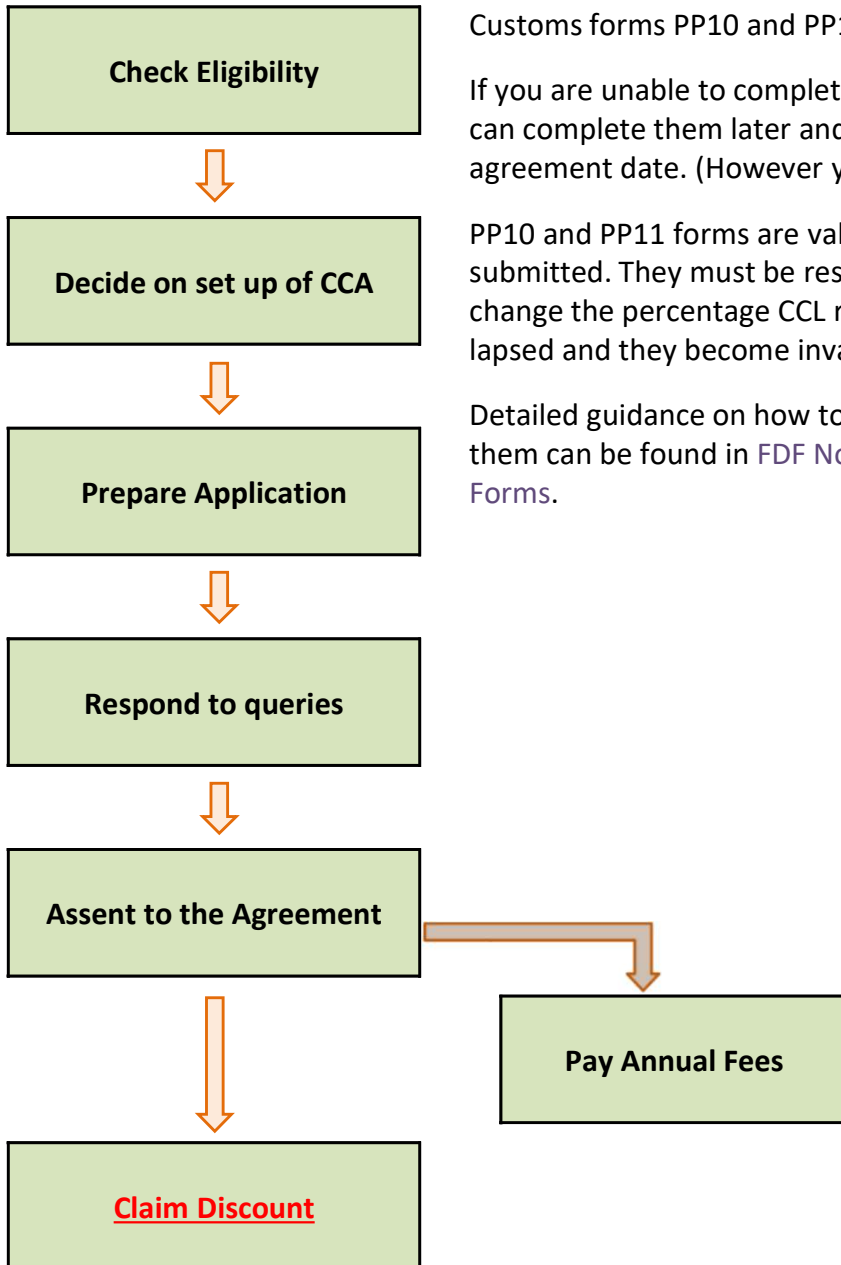 Check Eligibility
Decide on set up of CCA
Prepare Application
Respond to queries
Assent to the Agreement
Pay Annual Fees
Claim Discount
Customs forms PP10 and PP1
If you are unable to complet
can complete them later and
agreement date. (However y
PP10 and PP11 forms are val
submitted. They must be res
change the percentage CCL r
lapsed and they become inva
Detailed guidance on how to
them can be found in FDF No
Forms.